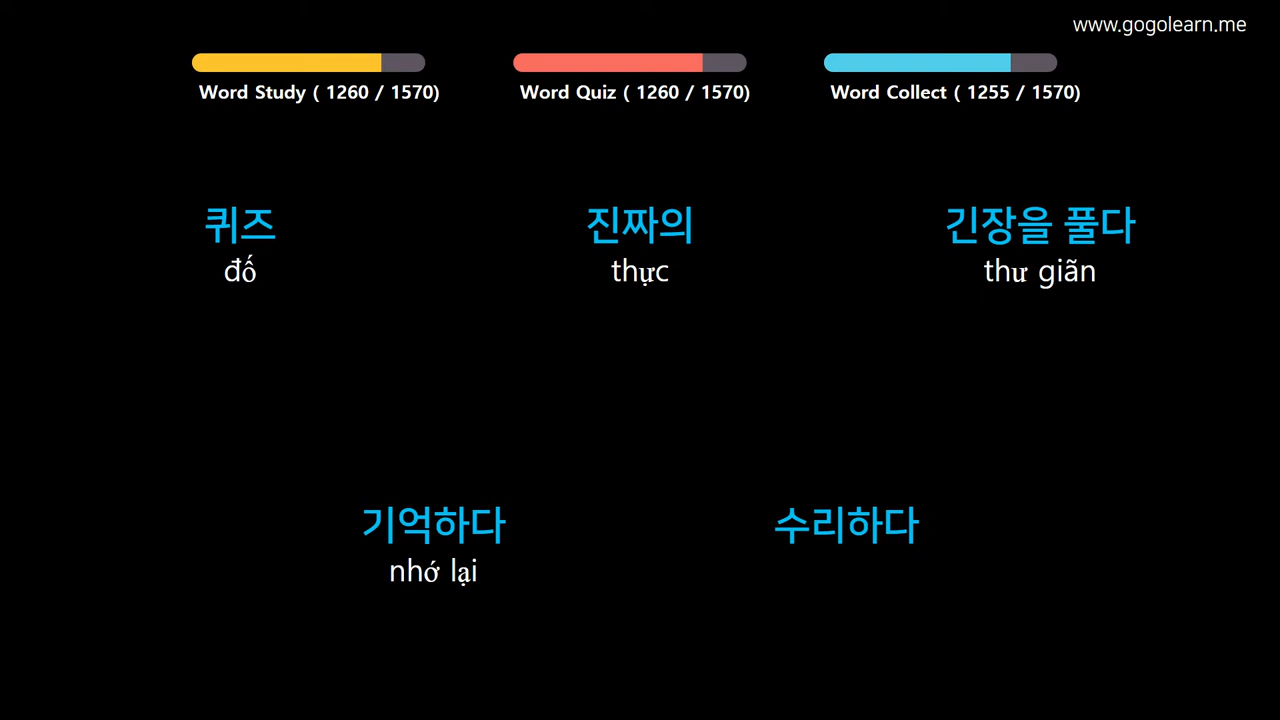 www.gogolearn.me
Word Study ( 1260 / 1570)
Word Quiz ( 1260 / 1570)
Word Collect ( 1255 / 1570)
퀴즈
đố
진짜의
thực
긴장을 풀다
thư giãn
기억하다
nhớ lại
수리하다